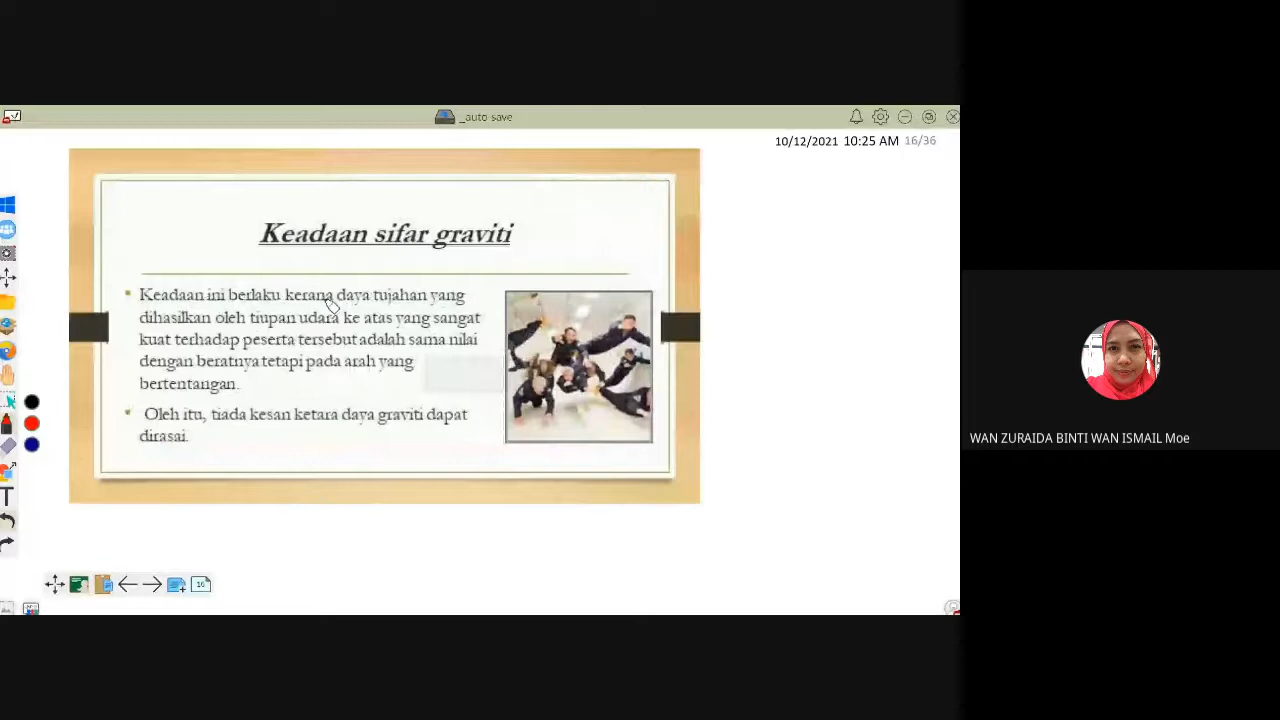 _auto save
10/12/2021 10:25 AM 16/36
Keadaan sifar graviti
Keadaan ini berlaku kerana daya tujahan yang
dihasilkan oleh tiupan udara ke atas yang sangat
kuat terhadap peserta tersebut adalah sama nilai
dengan beratnya tetapi pada arah yang
bertentangan.
Oleh itu, tiada kesan ketara daya graviti dapat
dirasai.
WAN ZURAIDA BINTI WAN ISMAIL Moe
T
16